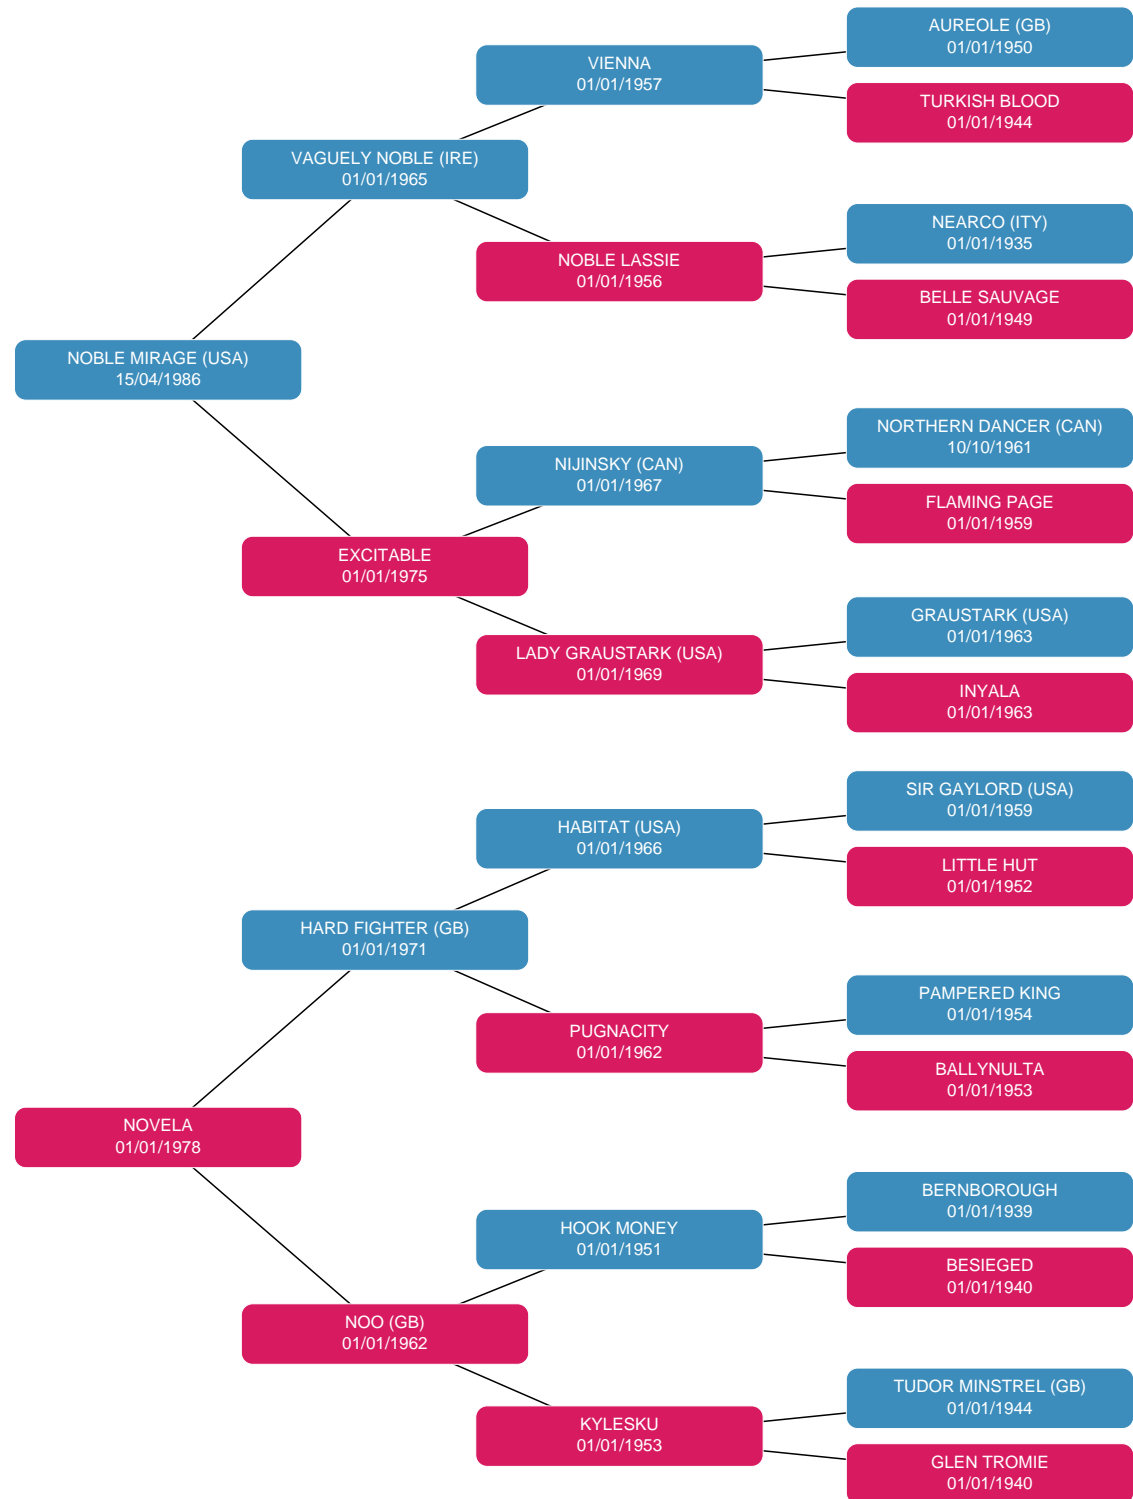 AUREOLE (GB)
01/01/1950
VIENNA
01/01/1957
TURKISH BLOOD
01/01/1944
VAGUELY NOBLE (IRE)
01/01/1965
NEARCO (ITY)
01/01/1935
NOBLE LASSIE
01/01/1956
BELLE SAUVAGE
01/01/1949
NOBLE MIRAGE (USA)
15/04/1986
NORTHERN DANCER (CAN)
10/10/1961
NIJINSKY (CAN)
01/01/1967
FLAMING PAGE
01/01/1959
EXCITABLE
01/01/1975
GRAUSTARK (USA)
01/01/1963
LADY GRAUSTARK (USA)
01/01/1969
INYALA
01/01/1963
SIR GAYLORD (USA)
01/01/1959
HABITAT (USA)
01/01/1966
LITTLE HUT
01/01/1952
HARD FIGHTER (GB)
01/01/1971
PAMPERED KING
01/01/1954
PUGNACITY
01/01/1962
BALLYNULTA
01/01/1953
NOVELA
01/01/1978
BERNBOROUGH
01/01/1939
HOOK MONEY
01/01/1951
BESIEGED
01/01/1940
NOO (GB)
01/01/1962
TUDOR MINSTREL (GB)
01/01/1944
KYLESKU
01/01/1953
GLEN TROMIE
01/01/1940